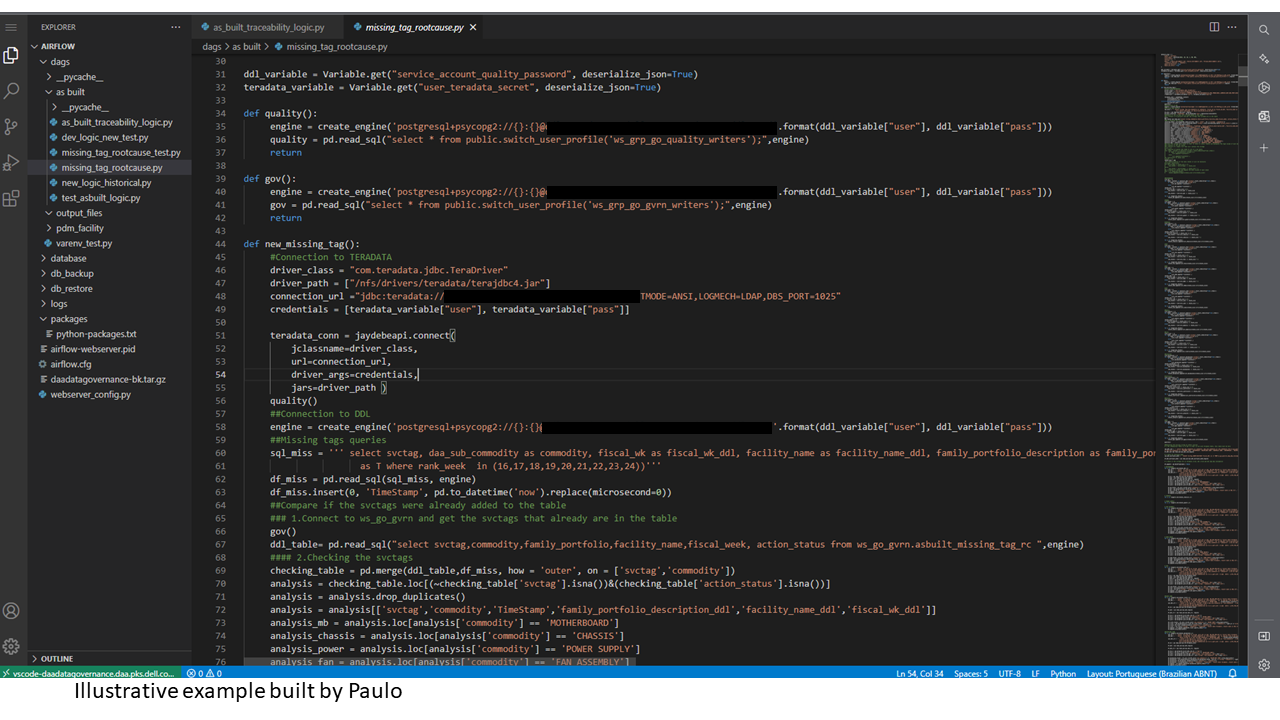 EXPLORER
AIRFLOW
dags
__pycache__
as built
__pycache__
as_built_traceability_logic.py
dev_logic_new_test.py
missing_tag_rootcause_test.py
missing_tag_rootcause.py
new_logic_historical.py
test_asbuilt_logic.py
output_files
pdm_facility
varenv_test.py
database
db_backup
db_restore
logs
packages
python-packages.txt
airflow-webserver.pid
airflow.cfg
daadatagovernance-bk.tar.gz
webserver_config.py
OUTLINE
as_built_traceability_logic.py missing_tag_rootcause.py
dags > as built > missing_tag_rootcause.py
30
31 ddl_variable = Variable.get("service_account_quality_password", deserialize_json=True)
32 teradata_variable = Variable.get("user_teradata_secret", deserialize_json=True)
33
34 def quality():
35 engine = create_engine('postgresql+psycopg2://{}:{}@ .format(ddl_variable["user"], ddl_variable["pass"]))
36 quality = pd.read_sql("select * from public.switch_user_profile('ws_grp_go_quality_writers');",engine)
37 return
38
39 def gov():
40 engine = create_engine('postgresql+psycopg2://{}:{}@ .format(ddl_variable["user"], ddl_variable["pass"]))
41 gov = pd.read_sql("select * from public.switch_user_profile('ws_grp_go_gvrn_writers');",engine)
42 return
43
44 def new_missing_tag():
45 #Connection to TERADATA
46 driver_class = "com.teradata.jdbc.TeraDriver"
47 driver_path = ["/nfs/drivers/teradata/terajdbc4.jar"]
48 connection_url ="jdbc:teradata:// TMODE=ANSI,LOGMECH=LDAP,DBS_PORT=1025"
49 credentials = [teradata_variable["user"], teradata_variable["pass"]]
50
51 teradata_conn = jaydebeapi.connect(
52 jclassname=driver_class,
53 url=connection_url,
54 driver_args=credentials,
55 jars=driver_path )
56 quality()
57 ##Connection to DDL
58 engine = create_engine('postgresql+psycopg2://{}:{}@ '.format(ddl_variable["user"], ddl_variable["pass"]))
59 ##Missing tags queries
60 sql_miss = ''' select svctag, daa_sub_commodity as commodity, fiscal_wk as fiscal_wk_ddl, facility_name as facility_name_ddl, family_portfolio_description as family_por
61 as T where rank_week in (16,17,18,19,20,21,22,23,24))'''
62 df_miss = pd.read_sql(sql_miss, engine)
63 df_miss.insert(0, 'TimeStamp', pd.to_datetime('now').replace(microsecond=0))
64 ##Compare if the svctags were already added to the table
65 ### 1.Connect to ws_go_gvrn and get the svctags that already are in the table
66 gov()
67 ddl_table= pd.read_sql("select svctag,commodity,family_portfolio,facility_name,fiscal_week, action_status from ws_go_gvrn.asbuilt_missing_tag_rc ",engine)
68 #### 2.Checking the svctags
69 checking_table = pd.merge(ddl_table,df_miss, how = 'outer', on = ['svctag','commodity'])
70 analysis = checking_table.loc[(~checking_table['svctag'].isna())&(checking_table['action_status'].isna())]
71 analysis = analysis.drop_duplicates()
72 analysis = analysis[['svctag','commodity','TimeStamp','family_portfolio_description_ddl','facility_name_ddl','fiscal_wk_ddl']]
73 analysis_mb = analysis.loc[analysis['commodity'] == 'MOTHERBOARD']
74 analysis_chassis = analysis.loc[analysis['commodity'] == 'CHASSIS']
75 analysis_power = analysis.loc[analysis['commodity'] == 'POWER SUPPLY']
76 analysis_fan = analysis.loc[analysis['commodity'] == 'FAN ASSEMBLY']
vscode-daadatagovernance.daa.pks.dell.co... 0 0 Ln 54, Col 34 Spaces: 5 UTF-8 LF Python Layout: Portuguese (Brazilian ABNT)
Illustrative example built by Paulo